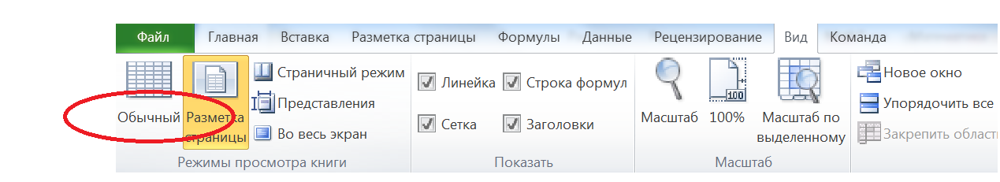 Файл Главная Вставка Разметка страницы Формулы Данные Рецензирование Вид Команда
Обычный
Разметка
страницы
Страничный режим
Представления
Во весь экран
Режимы просмотра книги
Линейка
Строка формул
Сетка
Заголовки
Показать
100
Масштаб
100%
Масштаб по
выделенному
Масштаб
Новое окно
Упорядочить все
Закрепить област